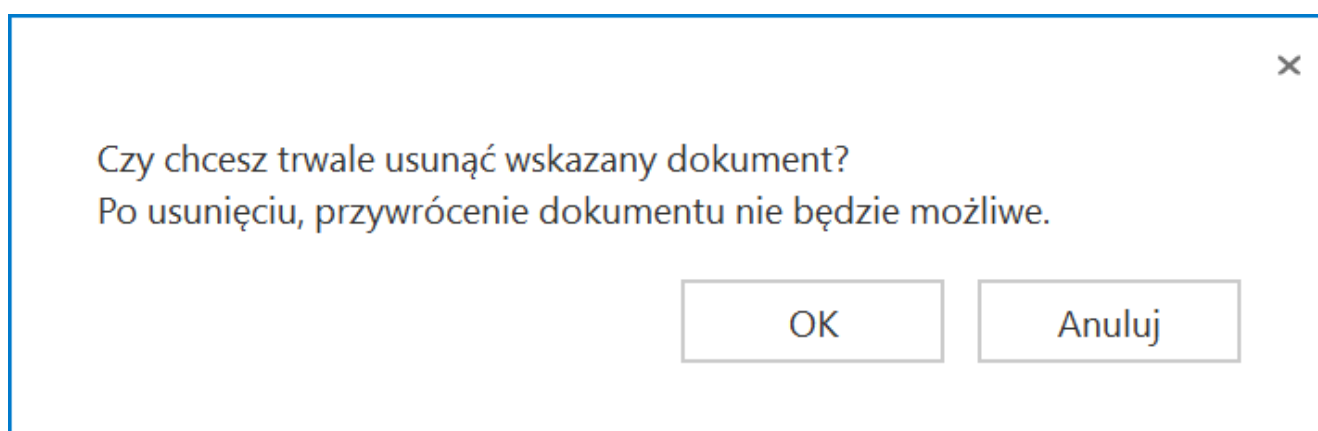 Czy chcesz trwale usunąć wskazany dokument?
Po usunięciu, przywrócenie dokumentu nie będzie możliwe.
OK
Anuluj